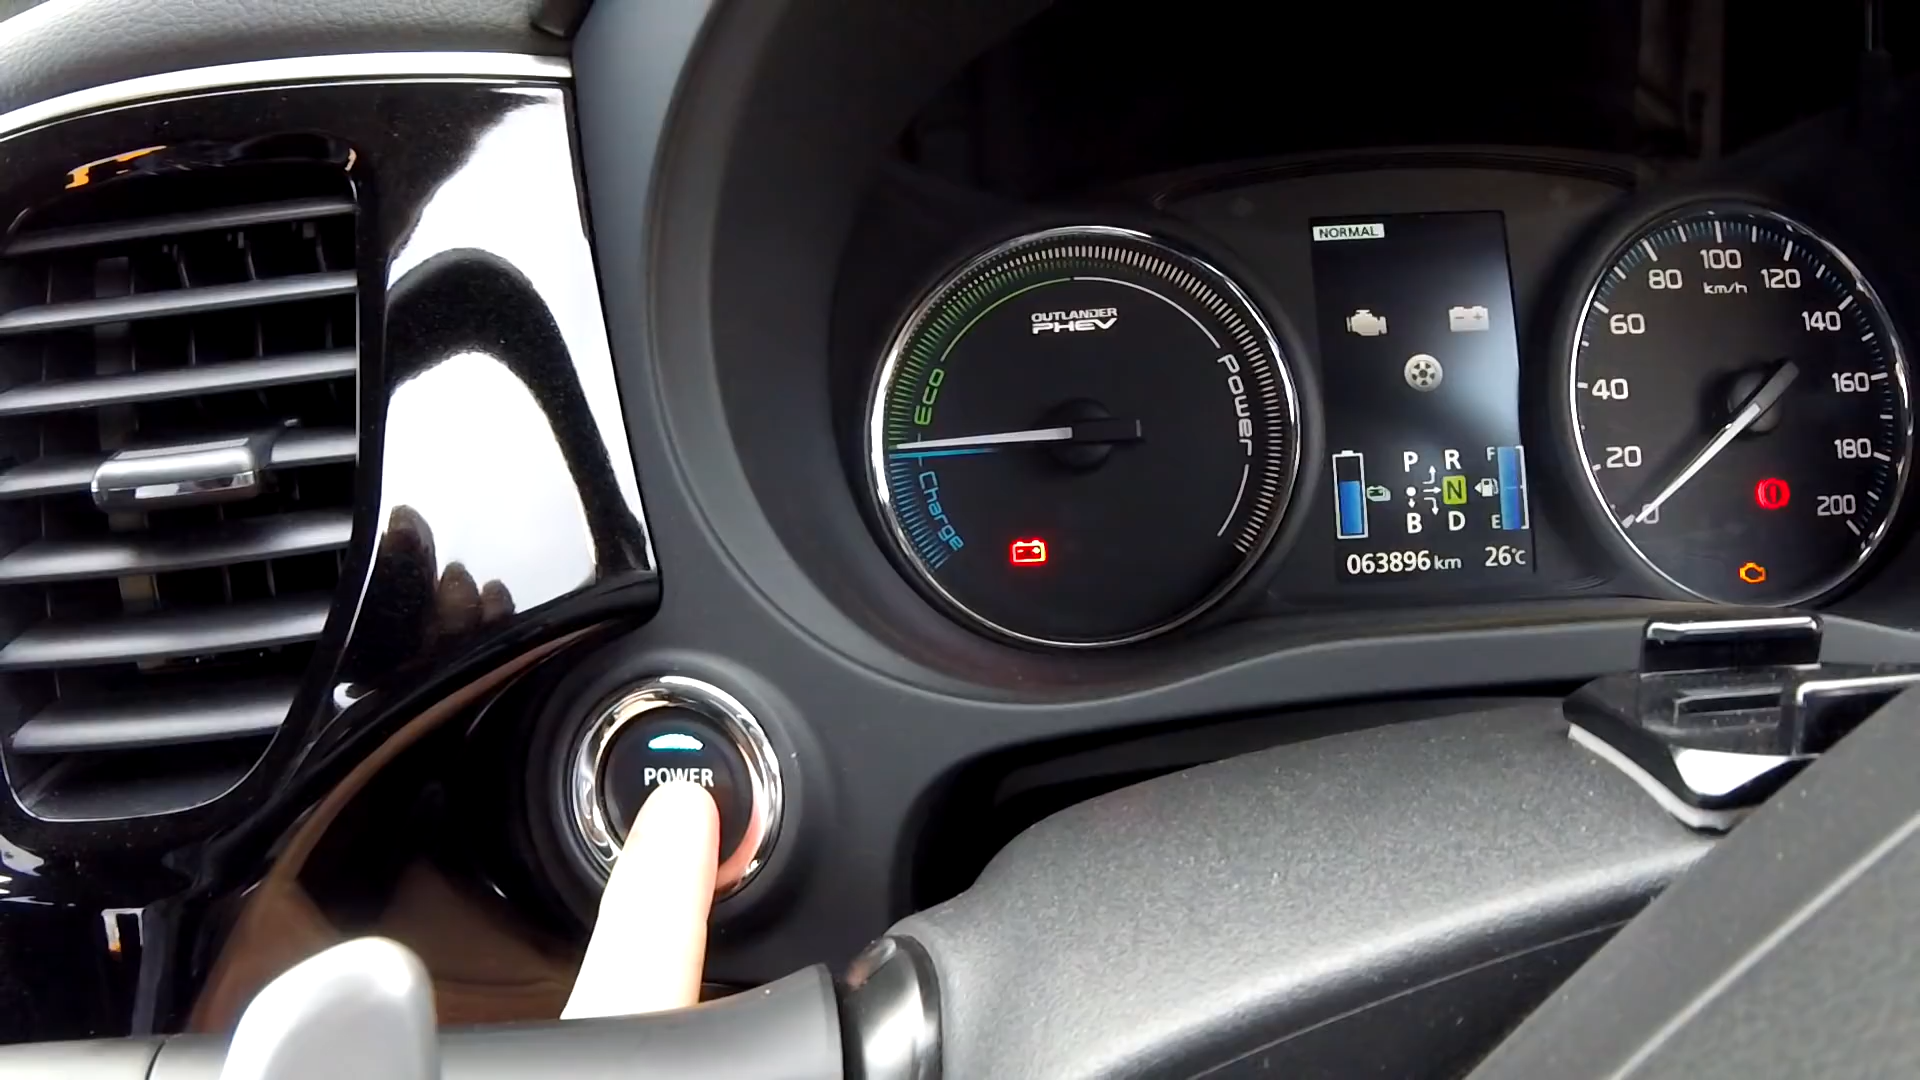 OUTLANDER
PHEV
Eco
Charge
Power
NORMAL
P R
N
B D
F
E
063896 km 26°C
0
20
40
60
80
100
120
140
160
180
200
km/h
POWER